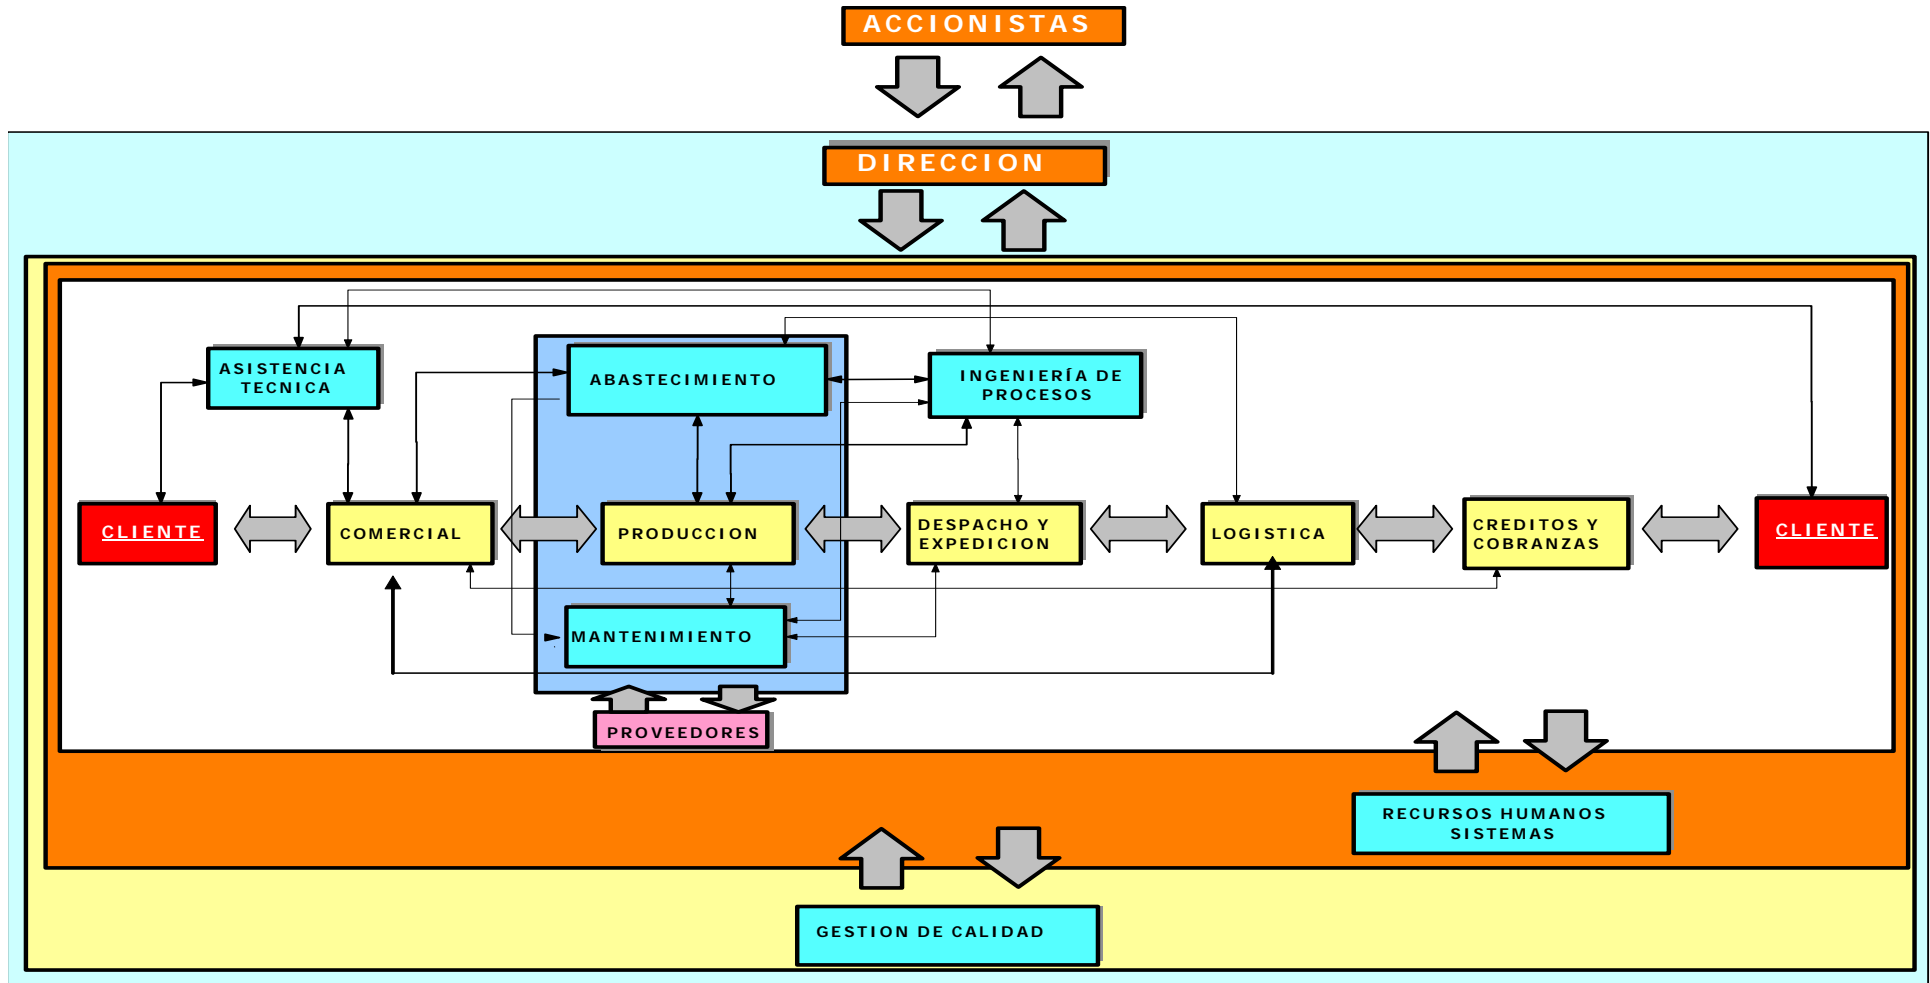 ACCIONISTAS
DIRECCION
ASISTENCIA
TECNICA
ABASTECIMIENTO
INGENIERÍA DE
PROCESOS
CLIENTE
COMERCIAL
PRODUCCION
DESPACHO Y
EXPEDICION
LOGISTICA
CREDITOS Y
COBRANZAS
CLIENTE
MANTENIMIENTO
PROVEEDORES
RECURSOS HUMANOS
SISTEMAS
GESTION DE CALIDAD